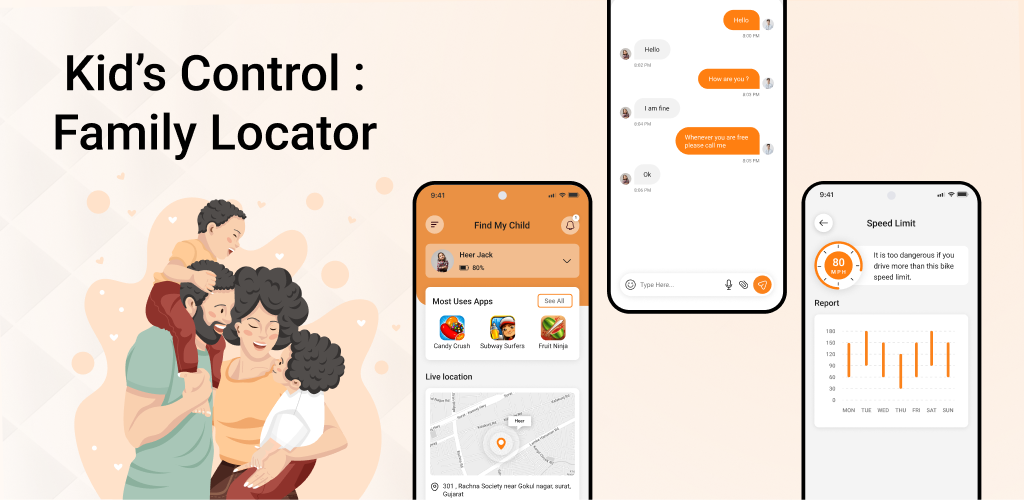 Kid's Control :
Family Locator
9:41
Find My Child
1
Heer Jack
80%
Most Uses Apps
See All
Candy Crush
Subway Surfers
Fruit Ninja
Live location
Heer
301 , Rachna Society near Gokul nagar, surat,
Gujarat
Hello
8:00 PM
Hello
8:02 PM
How are you ?
8:03 PM
I am fine
8:04 PM
Whenever you are free
please call me
8:05 PM
Ok
8:06 PM
Type Here...
9:41
Speed Limit
80
MPH
It is too dangerous if you
drive more than this bike
speed limit.
Report
180
150
120
90
60
30
0
MON TUE WED THU FRI SAT SUN